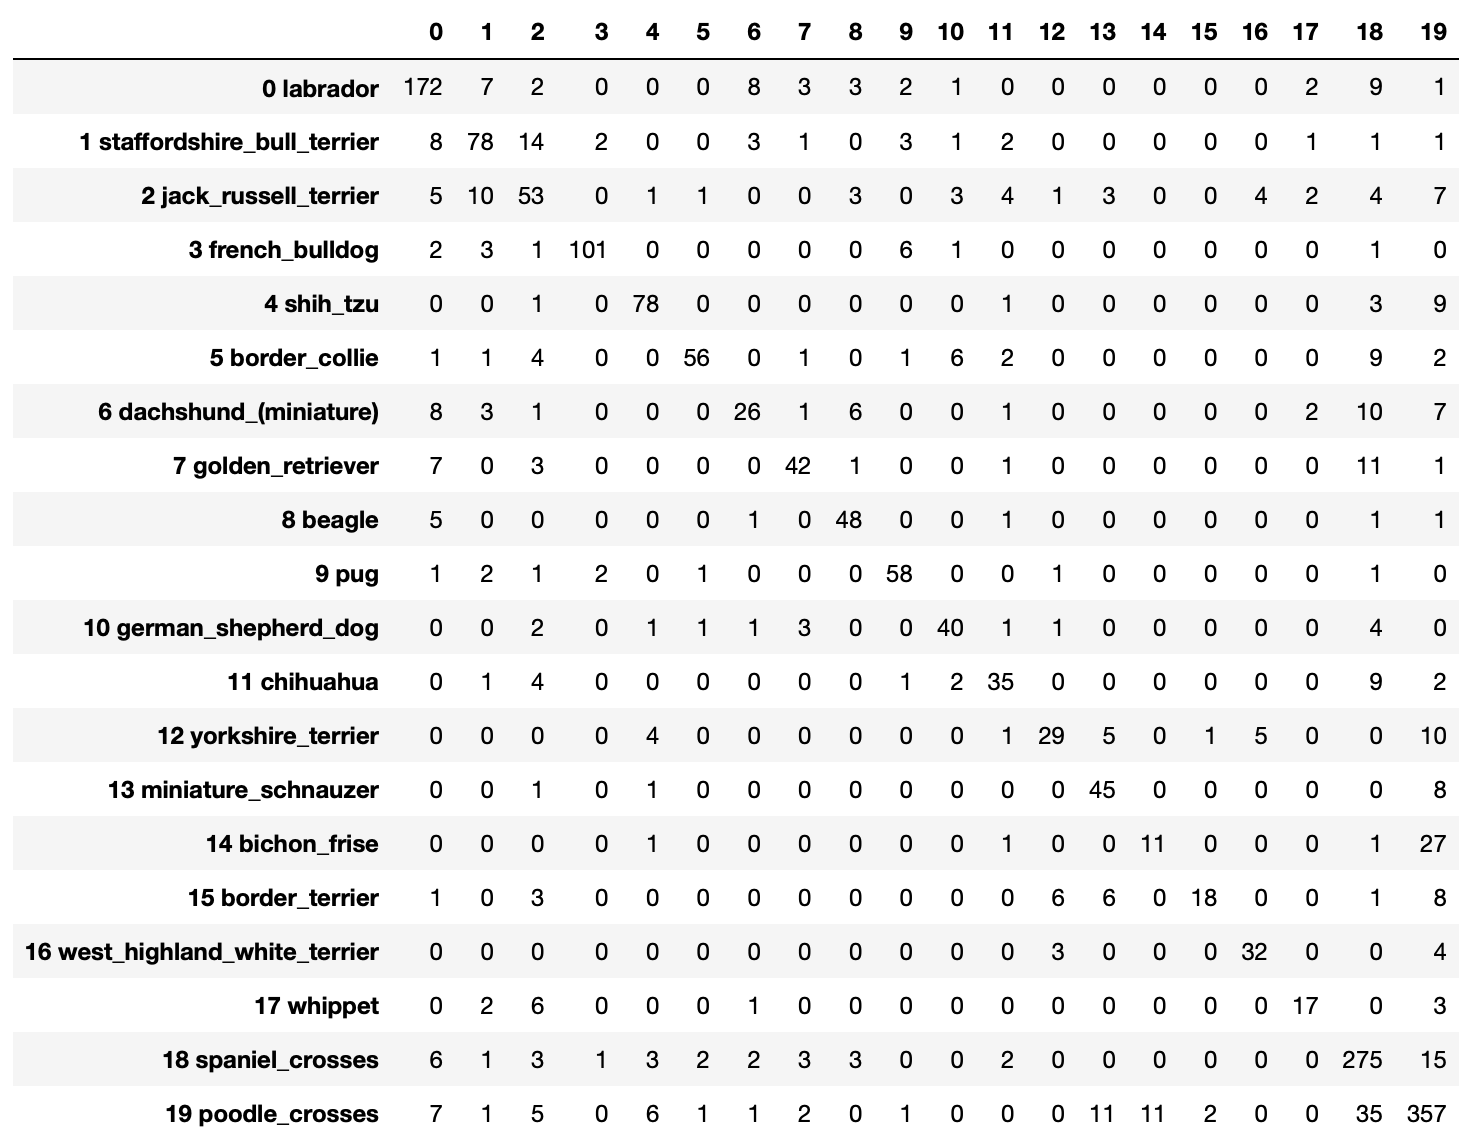 0 1 2 3 4 5 6 7 8 9 10 11 12 13 14 15 16 17 18 19
0 labrador 172 7 2 0 0 0 8 3 3 2 1 0 0 0 0 0 0 2 9 1
1 staffordshire_bull_terrier 8 78 14 2 0 0 3 1 0 3 1 2 0 0 0 0 0 1 1 1
2 jack_russell_terrier 5 10 53 0 1 1 0 0 3 0 3 4 1 3 0 0 4 2 4 7
3 french_bulldog 2 3 1 101 0 0 0 0 0 6 1 0 0 0 0 0 0 0 1 0
4 shih_tzu 0 0 1 0 78 0 0 0 0 0 0 1 0 0 0 0 0 0 3 9
5 border_collie 1 1 4 0 0 56 0 1 0 1 6 2 0 0 0 0 0 0 9 2
6 dachshund_(miniature) 8 3 1 0 0 0 26 1 6 0 0 1 0 0 0 0 0 2 10 7
7 golden_retriever 7 0 3 0 0 0 0 42 1 0 0 1 0 0 0 0 0 0 11 1
8 beagle 5 0 0 0 0 0 1 0 48 0 0 1 0 0 0 0 0 0 1 1
9 pug 1 2 1 2 0 1 0 0 0 58 0 0 1 0 0 0 0 0 1 0
10 german_shepherd_dog 0 0 2 0 1 1 1 3 0 0 40 1 1 0 0 0 0 0 4 0
11 chihuahua 0 1 4 0 0 0 0 0 0 1 2 35 0 0 0 0 0 0 9 2
12 yorkshire_terrier 0 0 0 0 4 0 0 0 0 0 0 1 29 5 0 1 5 0 0 10
13 miniature_schnauzer 0 0 1 0 1 0 0 0 0 0 0 0 0 45 0 0 0 0 0 8
14 bichon_frise 0 0 0 0 1 0 0 0 0 0 0 1 0 0 11 0 0 0 1 27
15 border_terrier 1 0 3 0 0 0 0 0 0 0 0 0 6 6 0 18 0 0 1 8
16 west_highland_white_terrier 0 0 0 0 0 0 0 0 0 0 0 0 3 0 0 0 32 0 0 4
17 whippet 0 2 6 0 0 0 1 0 0 0 0 0 0 0 0 0 0 17 0 3
18 spaniel_crosses 6 1 3 1 3 2 2 3 3 0 0 2 0 0 0 0 0 0 275 15
19 poodle_crosses 7 1 5 0 6 1 1 2 0 1 0 0 0 11 11 2 0 0 35 357